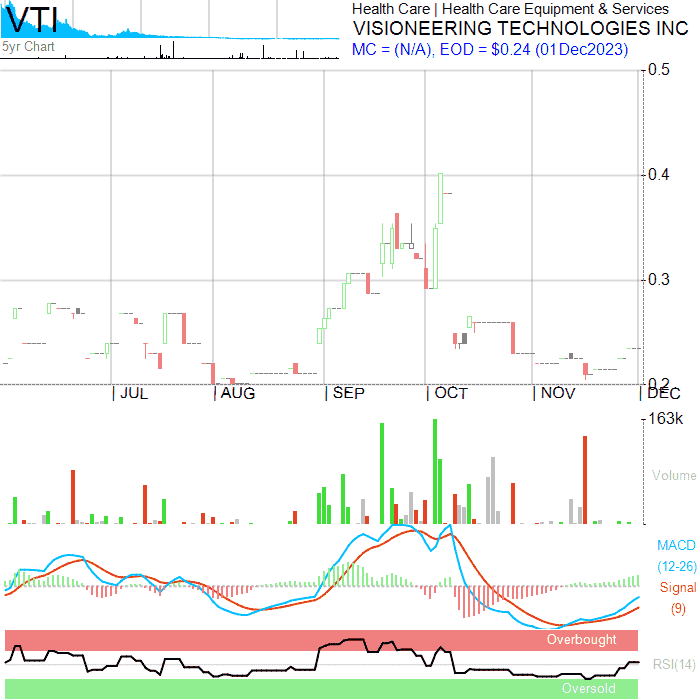 VTI
5yr Chart
Health Care | Health Care Equipment & Services
VISIONEERING TECHNOLOGIES INC
MC = (N/A), EOD = $0.24 (01Dec2023)
0.5
0.4
0.3
0.2
JUL AUG SEP OCT NOV DEC
163k
Volume
MACD
(12-26)
Signal
(9)
Overbought
RSI(14)
Oversold